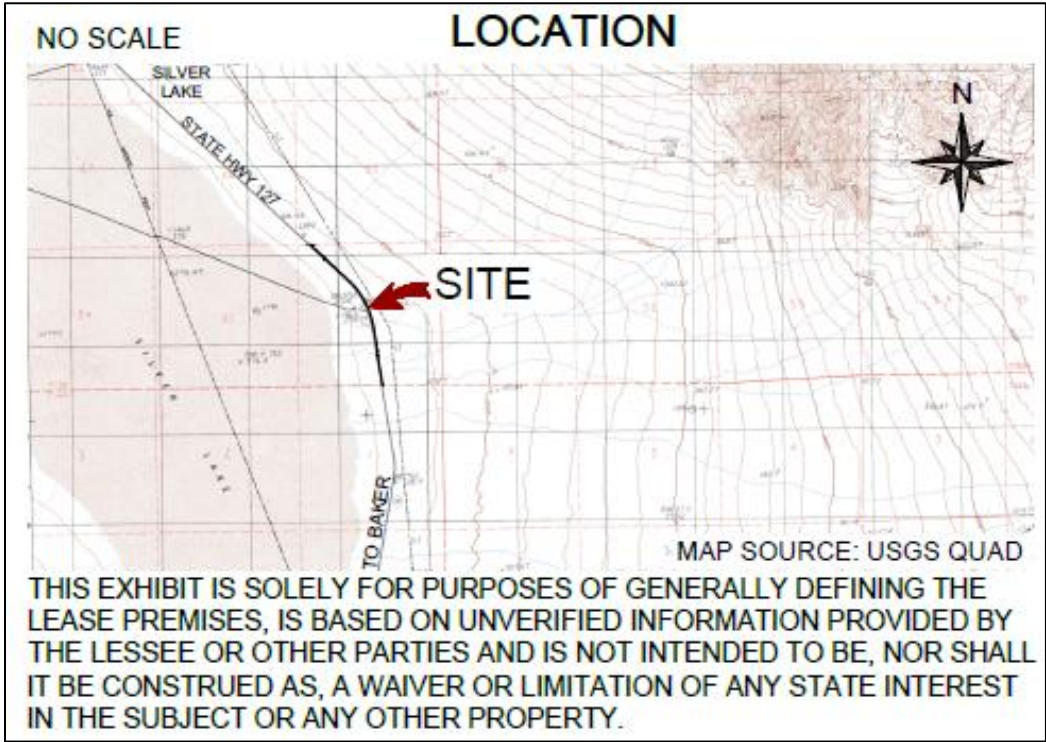 NO SCALE
LOCATION
SILVER
LAKE
N
STATE HWY 127
SITE
SILVER
LAKE
TO BAKER
MAP SOURCE: USGS QUAD
THIS EXHIBIT IS SOLELY FOR PURPOSES OF GENERALLY DEFINING THE
LEASE PREMISES, IS BASED ON UNVERIFIED INFORMATION PROVIDED BY
THE LESSEE OR OTHER PARTIES AND IS NOT INTENDED TO BE, NOR SHALL
IT BE CONSTRUED AS, A WAIVER OR LIMITATION OF ANY STATE INTEREST
IN THE SUBJECT OR ANY OTHER PROPERTY.